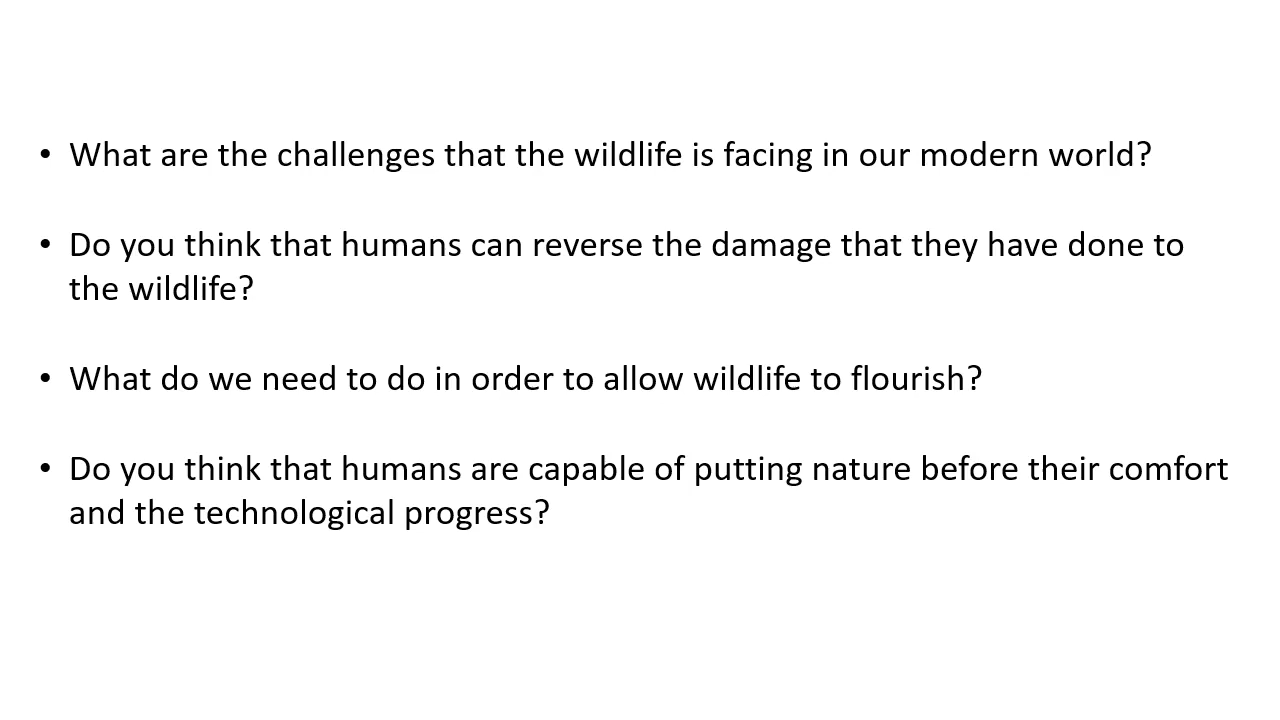 • What are the challenges that the wildlife is facing in our modern world?
• Do you think that humans can reverse the damage that they have done to
the wildlife?
• What do we need to do in order to allow wildlife to flourish?
• Do you think that humans are capable of putting nature before their comfort
and the technological progress?